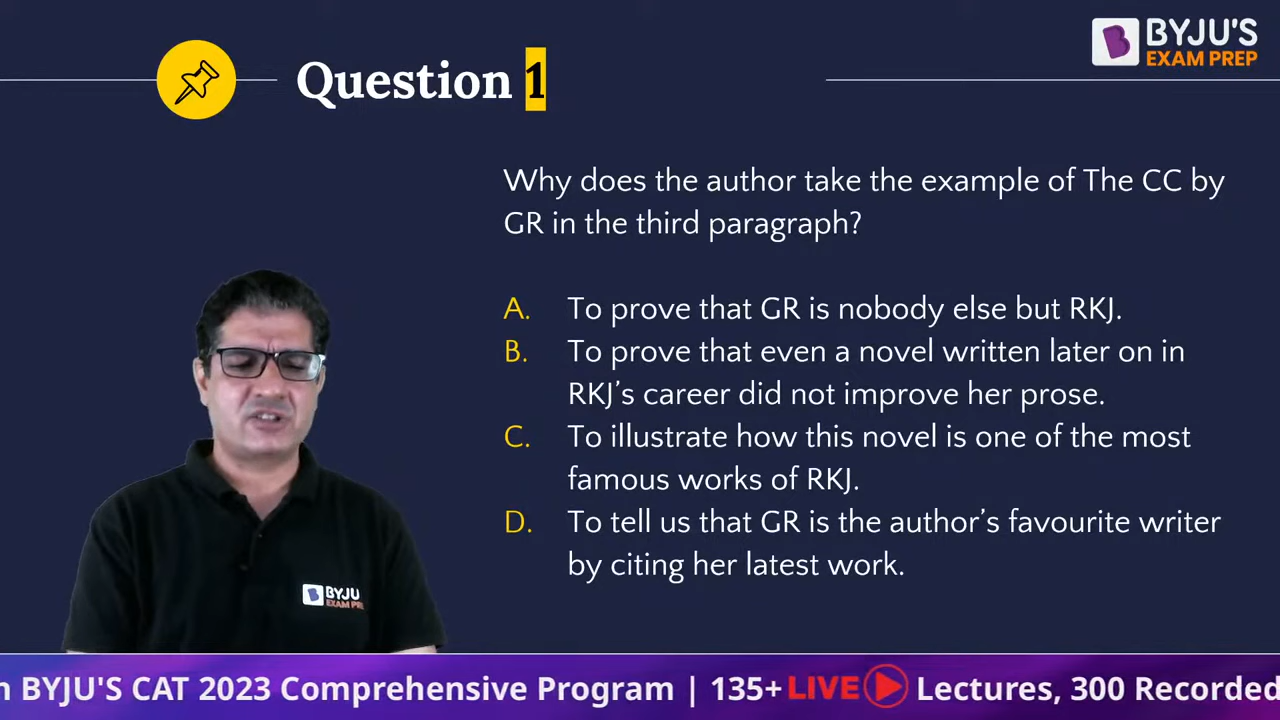 BYJU'S
EXAM PREP
Question 1
Why does the author take the example of The CC by
GR in the third paragraph?
A. To prove that GR is nobody else but RKJ.
B. To prove that even a novel written later on in
RKJ's career did not improve her prose.
C. To illustrate how this novel is one of the most
famous works of RKJ.
D. To tell us that GR is the author's favourite writer
by citing her latest work.
BYJU
EXAM PRE
n BYJU'S CAT 2023 Comprehensive Program | 135+ LIVE Lectures, 300 Recorded